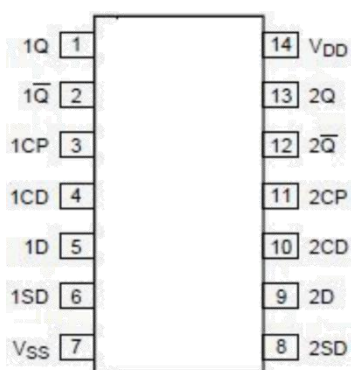 1Q 1 14 VDD
1Q̅ 2 13 2Q
1CP 3 12 2Q̅
1CD 4 11 2CP
1D 5 10 2CD
1SD 6 9 2D
VSS 7 8 2SD